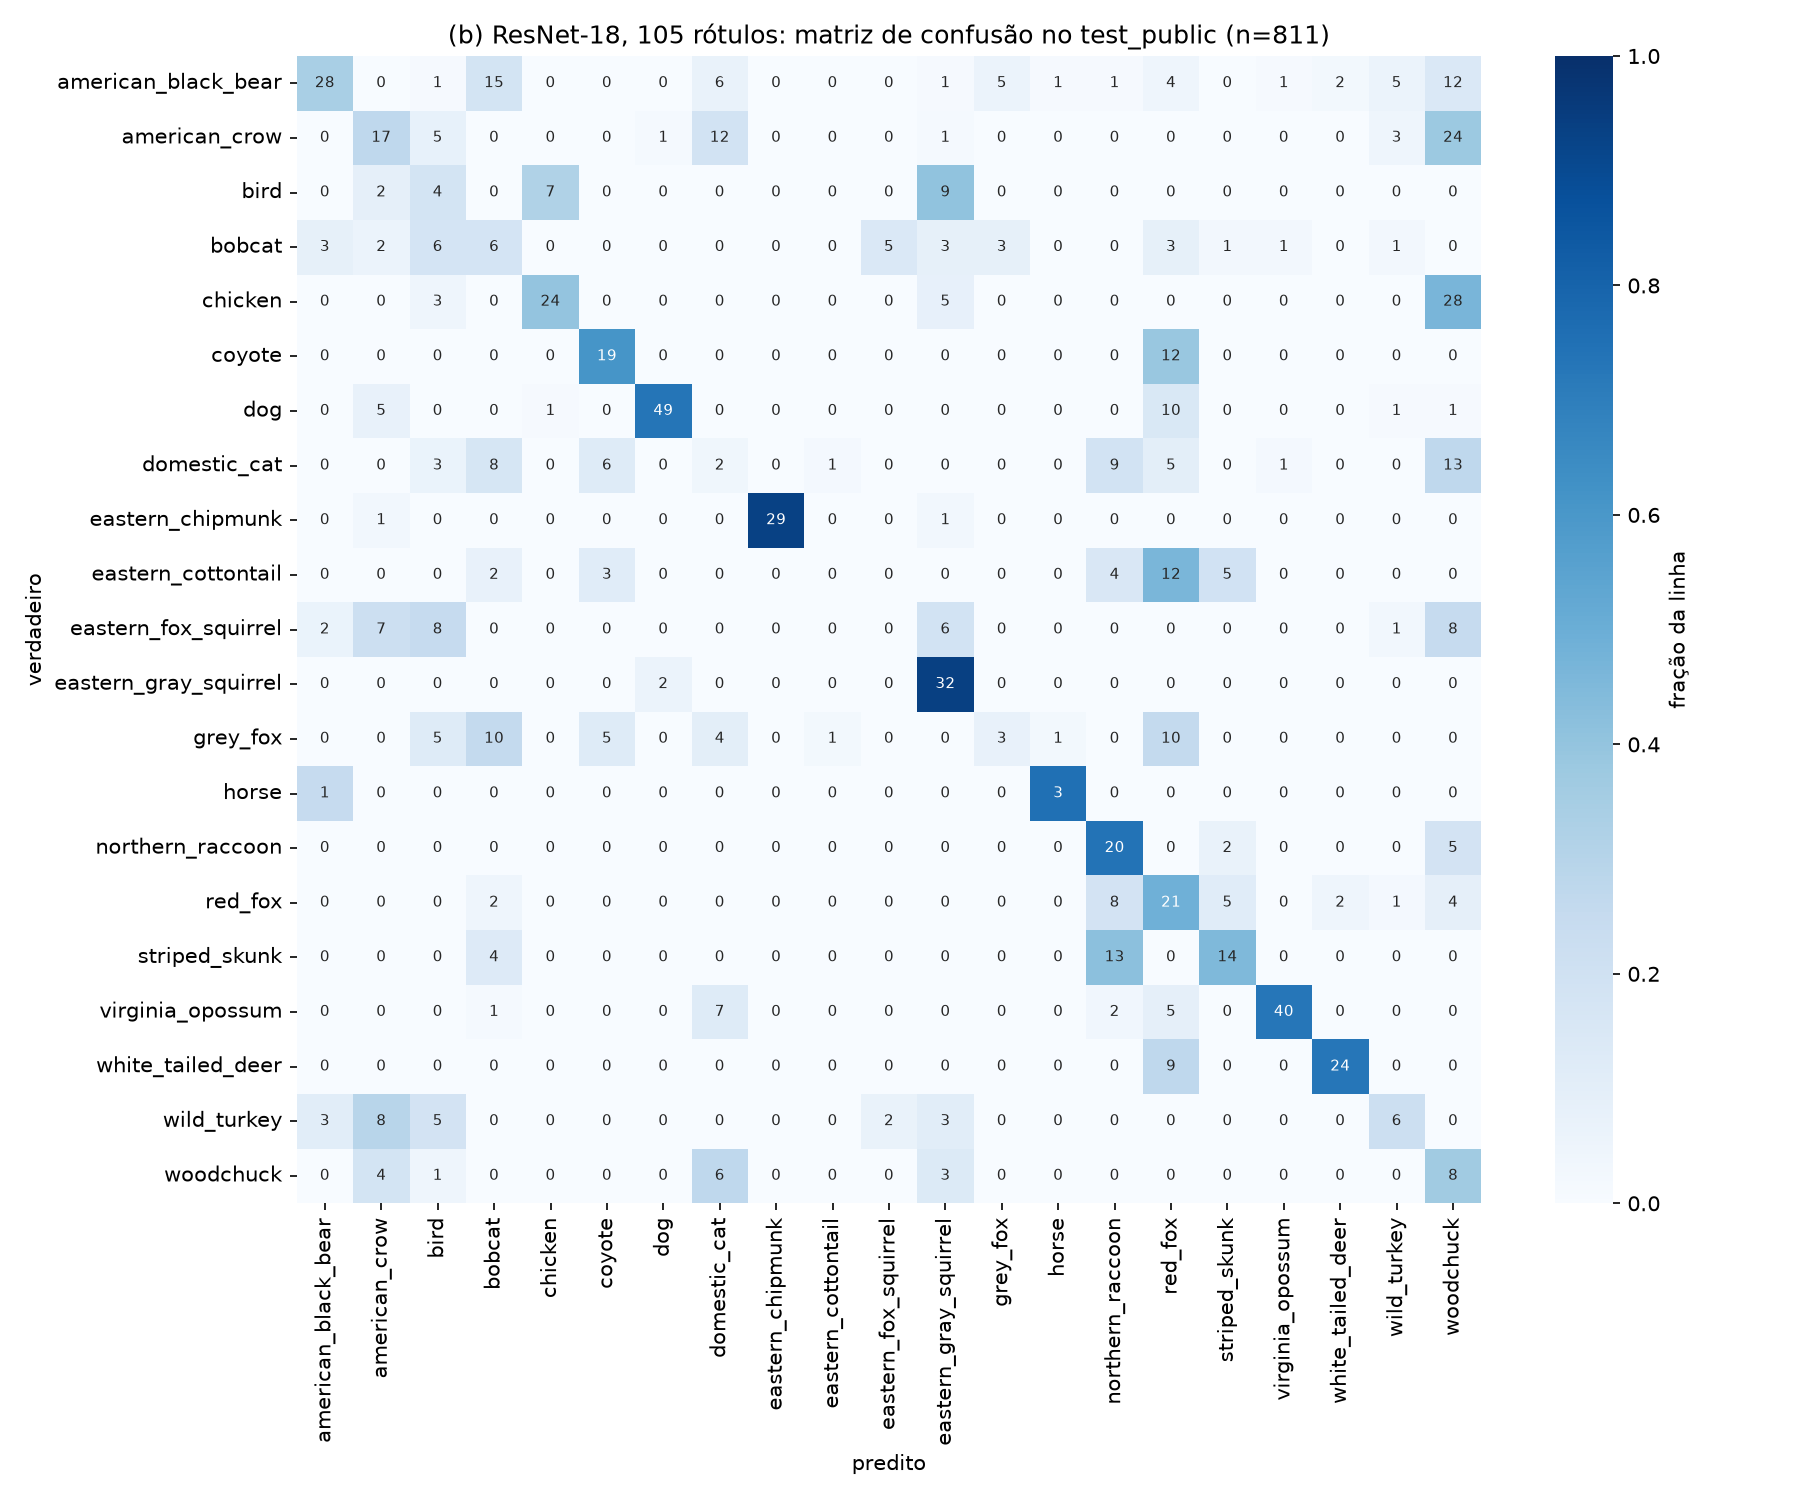 (b) ResNet-18, 105 rótulos: matriz de confusão no test_public (n=811)
american_black_bear 28 0 1 15 0 0 0 6 0 0 0 1 5 1 1 4 0 1 2 5 12
american_crow 0 17 5 0 0 0 1 12 0 0 0 1 0 0 0 0 0 0 0 3 24
bird 0 2 4 0 7 0 0 0 0 0 0 9 0 0 0 0 0 0 0 0 0
bobcat 3 2 6 6 0 0 0 0 0 0 5 3 3 0 0 3 1 1 0 1 0
chicken 0 0 3 0 24 0 0 0 0 0 0 5 0 0 0 0 0 0 0 0 28
coyote 0 0 0 0 0 19 0 0 0 0 0 0 0 0 0 12 0 0 0 0 0
dog 0 5 0 0 1 0 49 0 0 0 0 0 0 0 0 10 0 0 0 1 1
domestic_cat 0 0 3 8 0 6 0 2 0 1 0 0 0 0 9 5 0 1 0 0 13
eastern_chipmunk 0 1 0 0 0 0 0 0 29 0 0 1 0 0 0 0 0 0 0 0 0
eastern_cottontail 0 0 0 2 0 3 0 0 0 0 0 0 0 0 4 12 5 0 0 0 0
eastern_fox_squirrel 2 7 8 0 0 0 0 0 0 0 0 6 0 0 0 0 0 0 0 1 8
eastern_gray_squirrel 0 0 0 0 0 0 2 0 0 0 0 32 0 0 0 0 0 0 0 0 0
grey_fox 0 0 5 10 0 5 0 4 0 1 0 0 3 1 0 10 0 0 0 0 0
horse 1 0 0 0 0 0 0 0 0 0 0 0 0 3 0 0 0 0 0 0 0
northern_raccoon 0 0 0 0 0 0 0 0 0 0 0 0 0 0 20 0 2 0 0 0 5
red_fox 0 0 0 2 0 0 0 0 0 0 0 0 0 0 8 21 5 0 2 1 4
striped_skunk 0 0 0 4 0 0 0 0 0 0 0 0 0 0 13 0 14 0 0 0 0
virginia_opossum 0 0 0 1 0 0 0 7 0 0 0 0 0 0 2 5 0 40 0 0 0
white_tailed_deer 0 0 0 0 0 0 0 0 0 0 0 0 0 0 0 9 0 0 24 0 0
wild_turkey 3 8 5 0 0 0 0 0 0 0 2 3 0 0 0 0 0 0 0 6 0
woodchuck 0 4 1 0 0 0 0 6 0 0 0 3 0 0 0 0 0 0 0 0 8
verdadeiro
american_black_bear
american_crow
bird
bobcat
chicken
coyote
dog
domestic_cat
eastern_chipmunk
eastern_cottontail
eastern_fox_squirrel
eastern_gray_squirrel
grey_fox
horse
northern_raccoon
red_fox
striped_skunk
virginia_opossum
white_tailed_deer
wild_turkey
woodchuck
predito
1.0
0.8
0.6
0.4
0.2
0.0
fração da linha